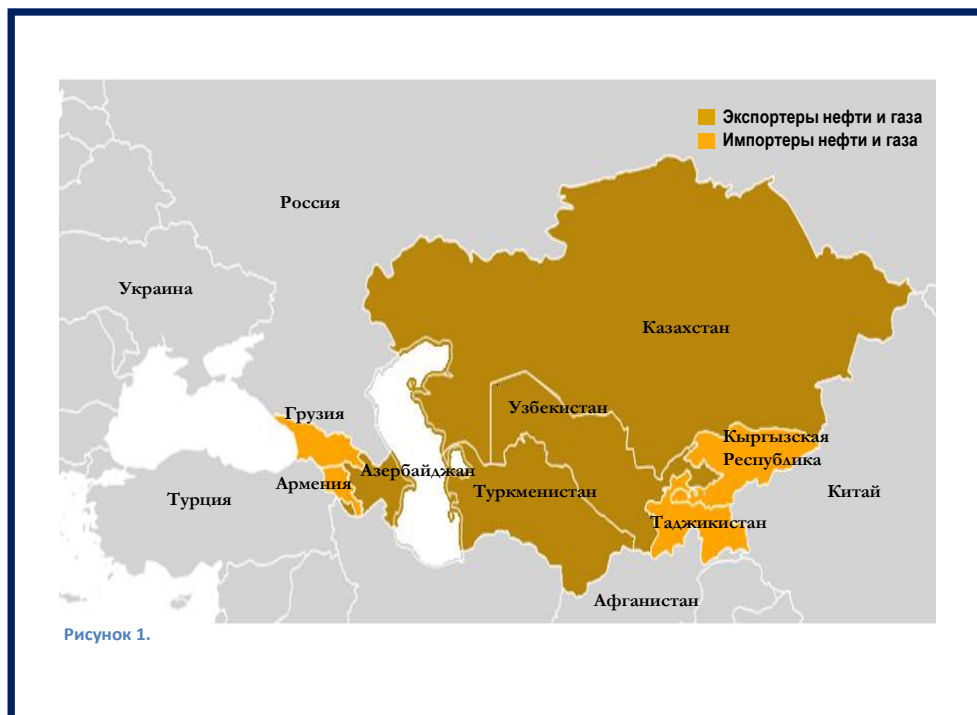 Экспортеры нефти и газа
Импортеры нефти и газа
Россия
Украина
Казахстан
Узбекистан
Грузия
Кыргызская
Республика
Азербайджан
Армения
Туркменистан
Турция
Китай
Таджикистан
Афганистан
Рисунок 1.